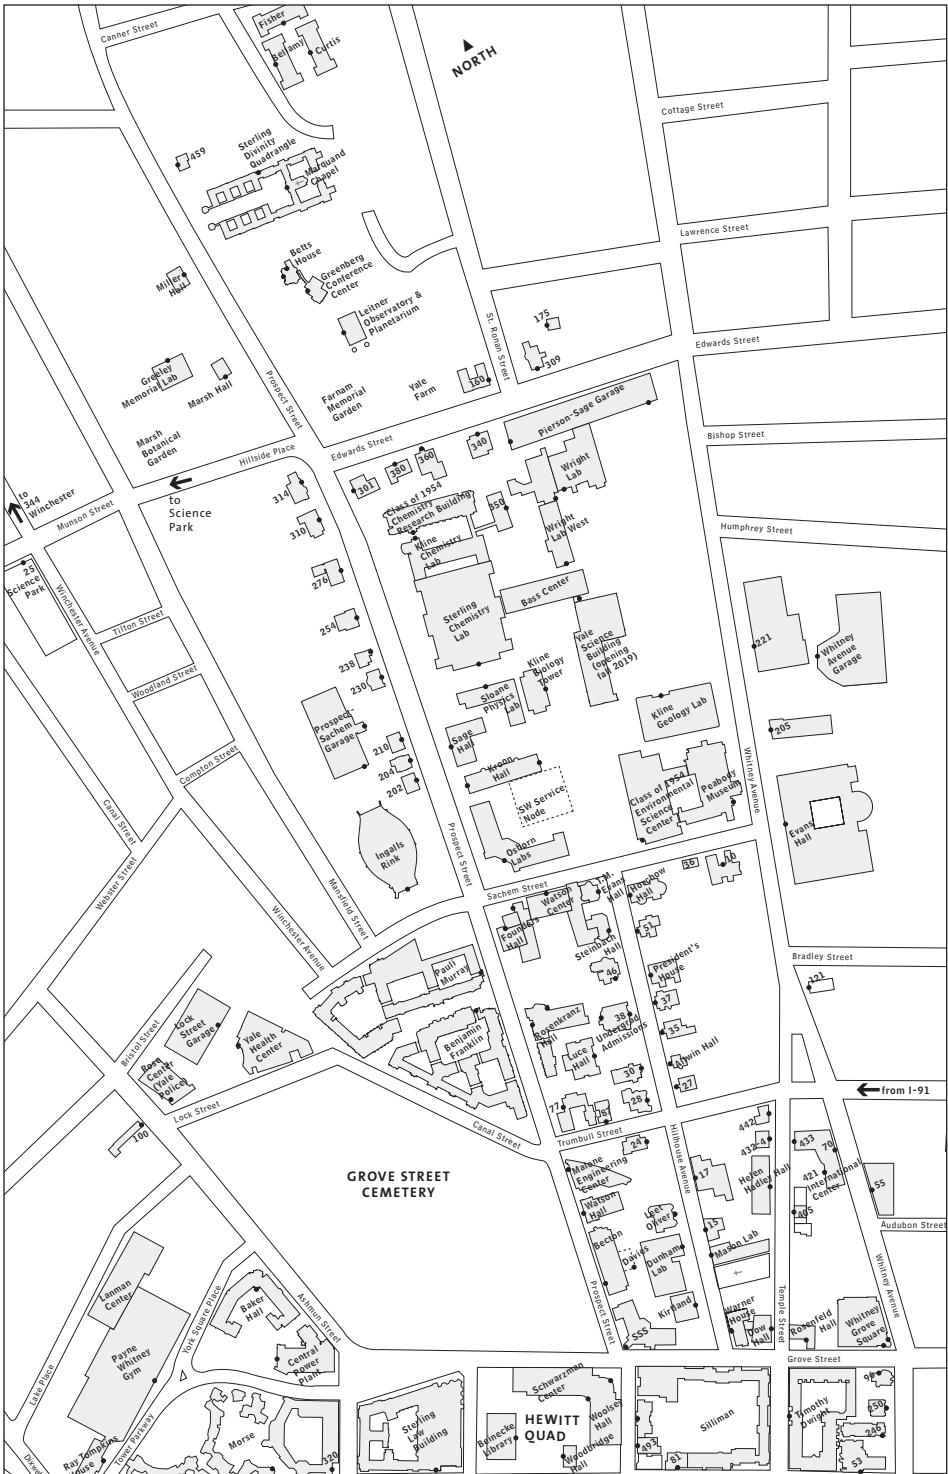 Canner Street
Fisher
Bellamy
Curtis
NORTH
Cottage Street
459
Sterling
Divinity
Quadrangle
Marquand
Chapel
Lawrence Street
Betts
House
Greenberg
Conference
Center
Miller
Hall
Leitner
Observatory &
Planetarium
St. Ronan Street
175
309
Edwards Street
Greeley
Memorial Lab
Marsh Hall
Prospect Street
Farnam
Memorial
Garden
Yale
Farm
160
Pierson-Sage Garage
Marsh
Botanical
Garden
Hillside Place
Edwards Street
340
Bishop Street
to
344
Winchester
to
Science
Park
314
301
380
360
Class of 1954
Chemistry
Research Building
350
Wright
Lab
Munson Street
310
Kline
Chemistry
Lab
Wright
Lab West
Humphrey Street
25
Science
Park
Winchester Avenue
276
Tilton Street
254
Sterling
Chemistry
Lab
Bass Center
Yale
Science
Building
(opening
fall 2019)
221
Whitney
Avenue
Garage
Woodland Street
238
230
Kline
Biology
Tower
Sloane
Physics
Lab
Kline
Geology Lab
Prospect-
Sachem
Garage
210
Sage
Hall
205
Compton Street
204
202
Kroon
Hall
SW Service
Node
Class of 1954
Environmental
Science
Center
Peabody
Museum
Whitney Avenue
Canal Street
Evans
Hall
Ingalls
Rink
Prospect Street
Osborn
Labs
Webster Street
Mansfield Street
Sachem Street
36
10
Winchester Avenue
Watson
Center
T.M.
Evans
Hall
Horchow
Hall
Founders
Hall
Steinbach
Hall
51
46
President's
House
Bradley Street
Pauli
Murray
121
37
Bristol Street
Lock
Street
Garage
Yale
Health
Center
Benjamin
Franklin
Rosenkranz
Hall
38
Undergrad
Admissions
35
Luce
Hall
Allwin Hall
Rose
Center
(Yale
Police)
30
27
from I-91
Lock Street
77
87
28
100
Canal Street
Trumbull Street
24
Hillhouse Avenue
442
432-4
433
70
GROVE STREET
CEMETERY
Malone
Engineering
Center
17
Helen
Hadley Hall
421
International
Center
55
Watson
Hall
Leet
Oliver
15
405
Audubon Street
Becton
Davies
Dunham
Lab
Mason Lab
Lanman
Center
York Square Place
Baker
Hall
Ashmun Street
Prospect Street
Kirtland
SSS
Warner
House
Dow
Hall
Temple Street
Rosenfeld
Hall
Whitney
Grove
Square
Whitney Avenue
Payne
Whitney
Gym
Central
Power
Plant
Grove Street
Lake Place
Schwarzman
Center
96
Tower Parkway
Morse
Sterling
Law
Building
HEWITT
QUAD
Woolsey
Hall
Silliman
Timothy
Dwight
250
246
Beinecke
Library
Woodbridge
Hall
493
81
53
Ray Tompkins
House
320